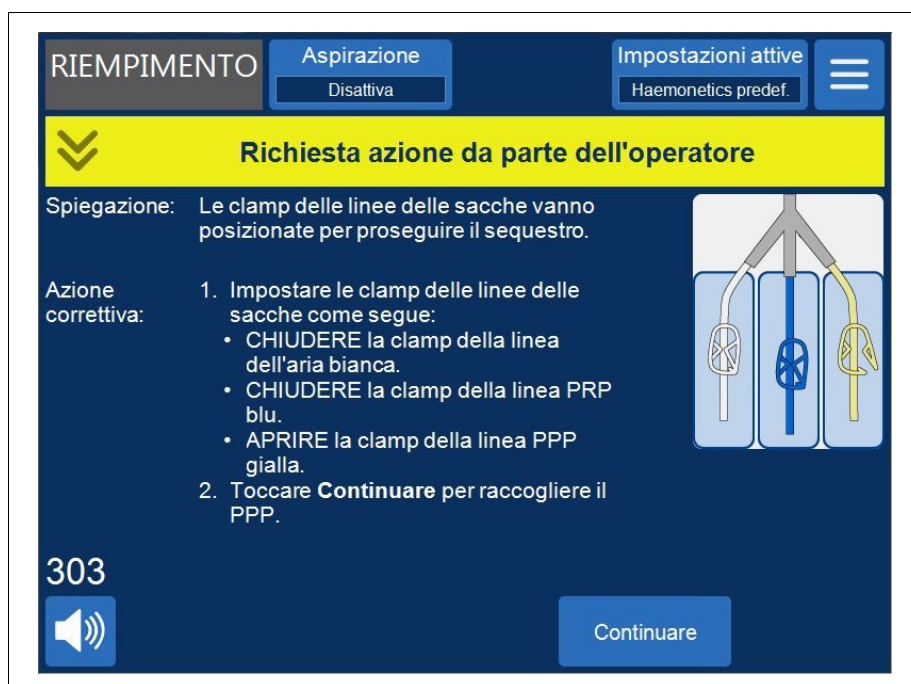 RIEMPIMENTO
Aspirazione
Disattiva
Impostazioni attive
Haemonetics predef.
Richiesta azione da parte dell'operatore
Spiegazione:
Le clamp delle linee delle sacche vanno
posizionate per proseguire il sequestro.
Azione
correttiva:
1. Impostare le clamp delle linee delle
sacche come segue:
• CHIUDERE la clamp della linea
dell'aria bianca.
• CHIUDERE la clamp della linea PRP
blu.
• APRIRE la clamp della linea PPP
gialla.
2. Toccare Continuare per raccogliere il
PPP.
303
Continuare